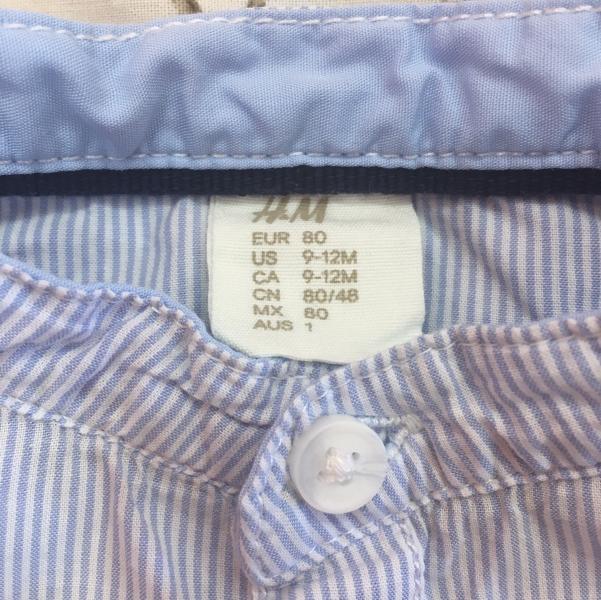 H&M
EUR 80
US 9-12M
CA 9-12M
CN 80/48
MX 80
AUS 1